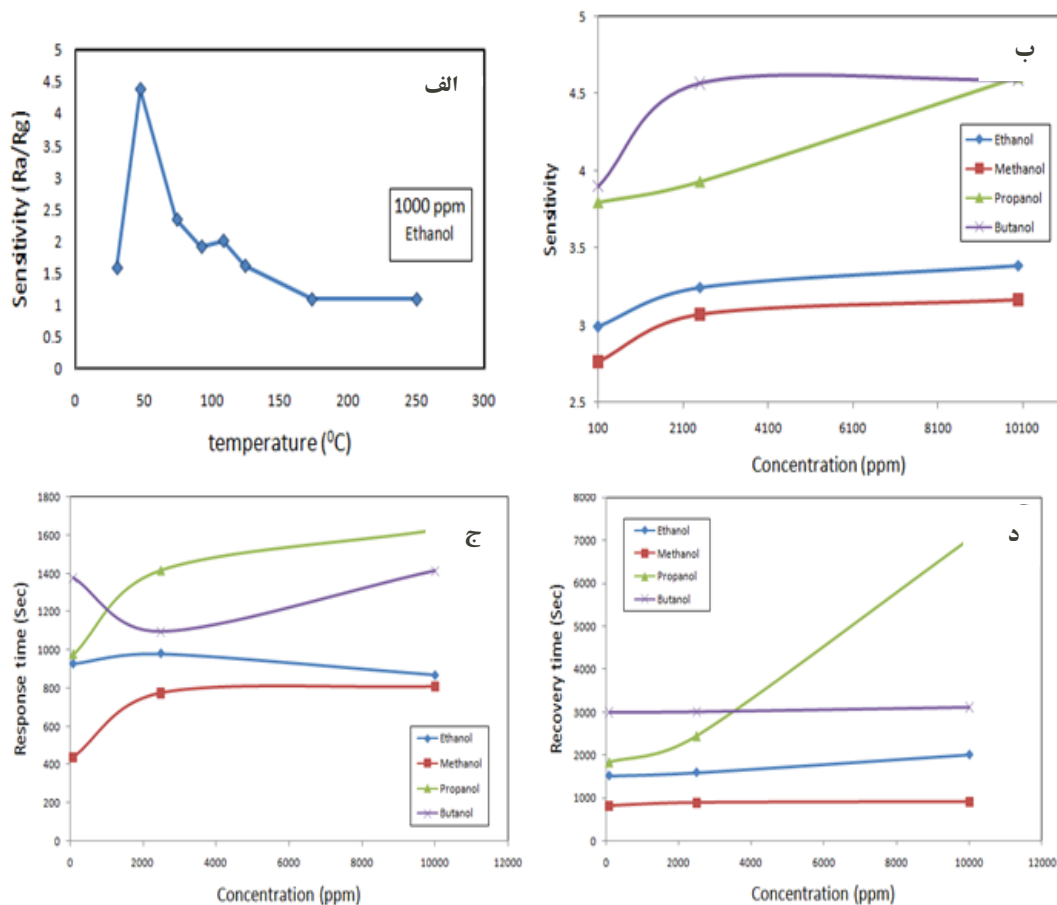 الف
Sensitivity (Ra/Rg)
5
4.5
4
3.5
3
2.5
2
1.5
1
0.5
0
0
50
100
150
200
250
300
temperature (⁰C)
1000 ppm
Ethanol
ب
Sensitivity
5
4.5
4
3.5
3
2.5
100
2100
4100
6100
8100
10100
Concentration (ppm)
Ethanol
Methanol
Propanol
Butanol
ج
Response time (Sec)
1800
1600
1400
1200
1000
800
600
400
200
0
0
2000
4000
6000
8000
10000
12000
Concentration (ppm)
Ethanol
Methanol
Propanol
Butanol
د
Recovery time (Sec)
8000
7000
6000
5000
4000
3000
2000
1000
0
0
2000
4000
6000
8000
10000
12000
Concentration (ppm)
Ethanol
Methanol
Propanol
Butanol